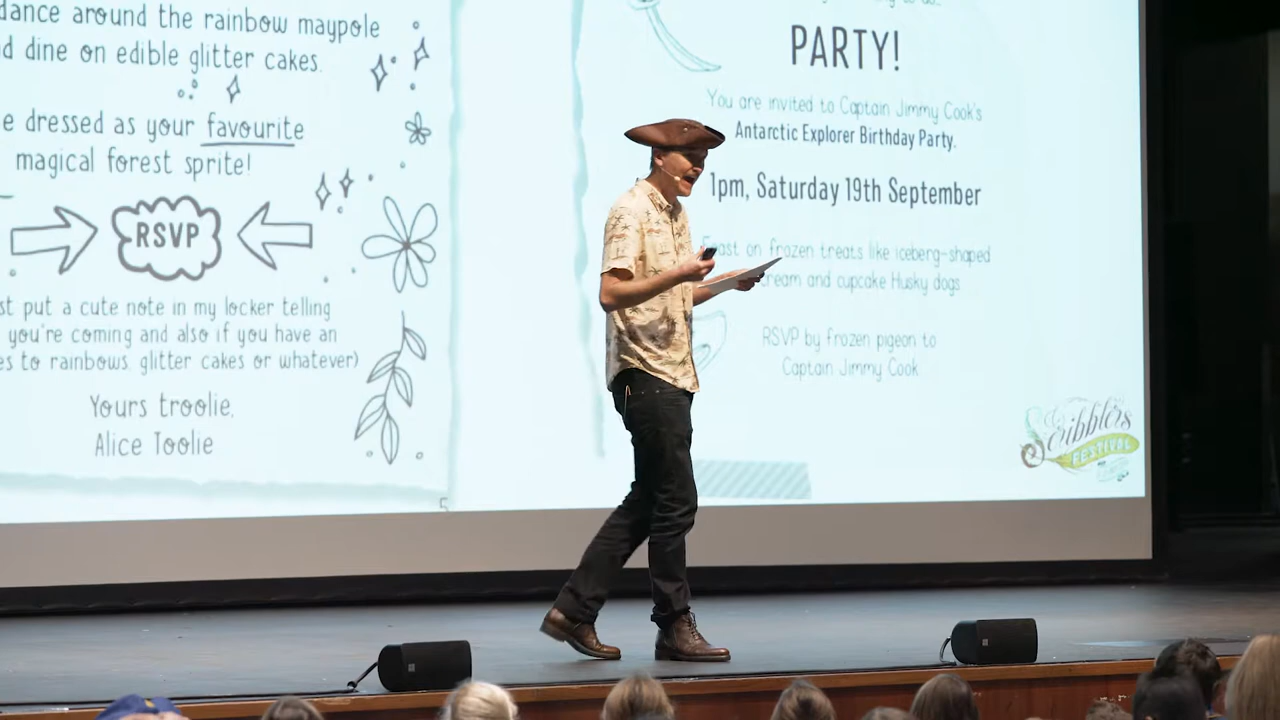 dance around the rainbow maypole
d dine on edible glitter cakes.
e dressed as your favourite
magical forest sprite!
RSVP
st put a cute note in my locker telling
you're coming and also if you have an
es to rainbows glitter cakes or whatever)
Yours troolie,
Alice Toolie
5
PARTY!
You are invited to Captain Jimmy Cook's
Antarctic Explorer Birthday Party.
1pm, Saturday 19th September
on frozen treats like iceberg-shaped
cream and cupcake Husky dogs
RSVP by frozen pigeon to
Captain Jimmy Cook
Scribblers
FESTIVAL